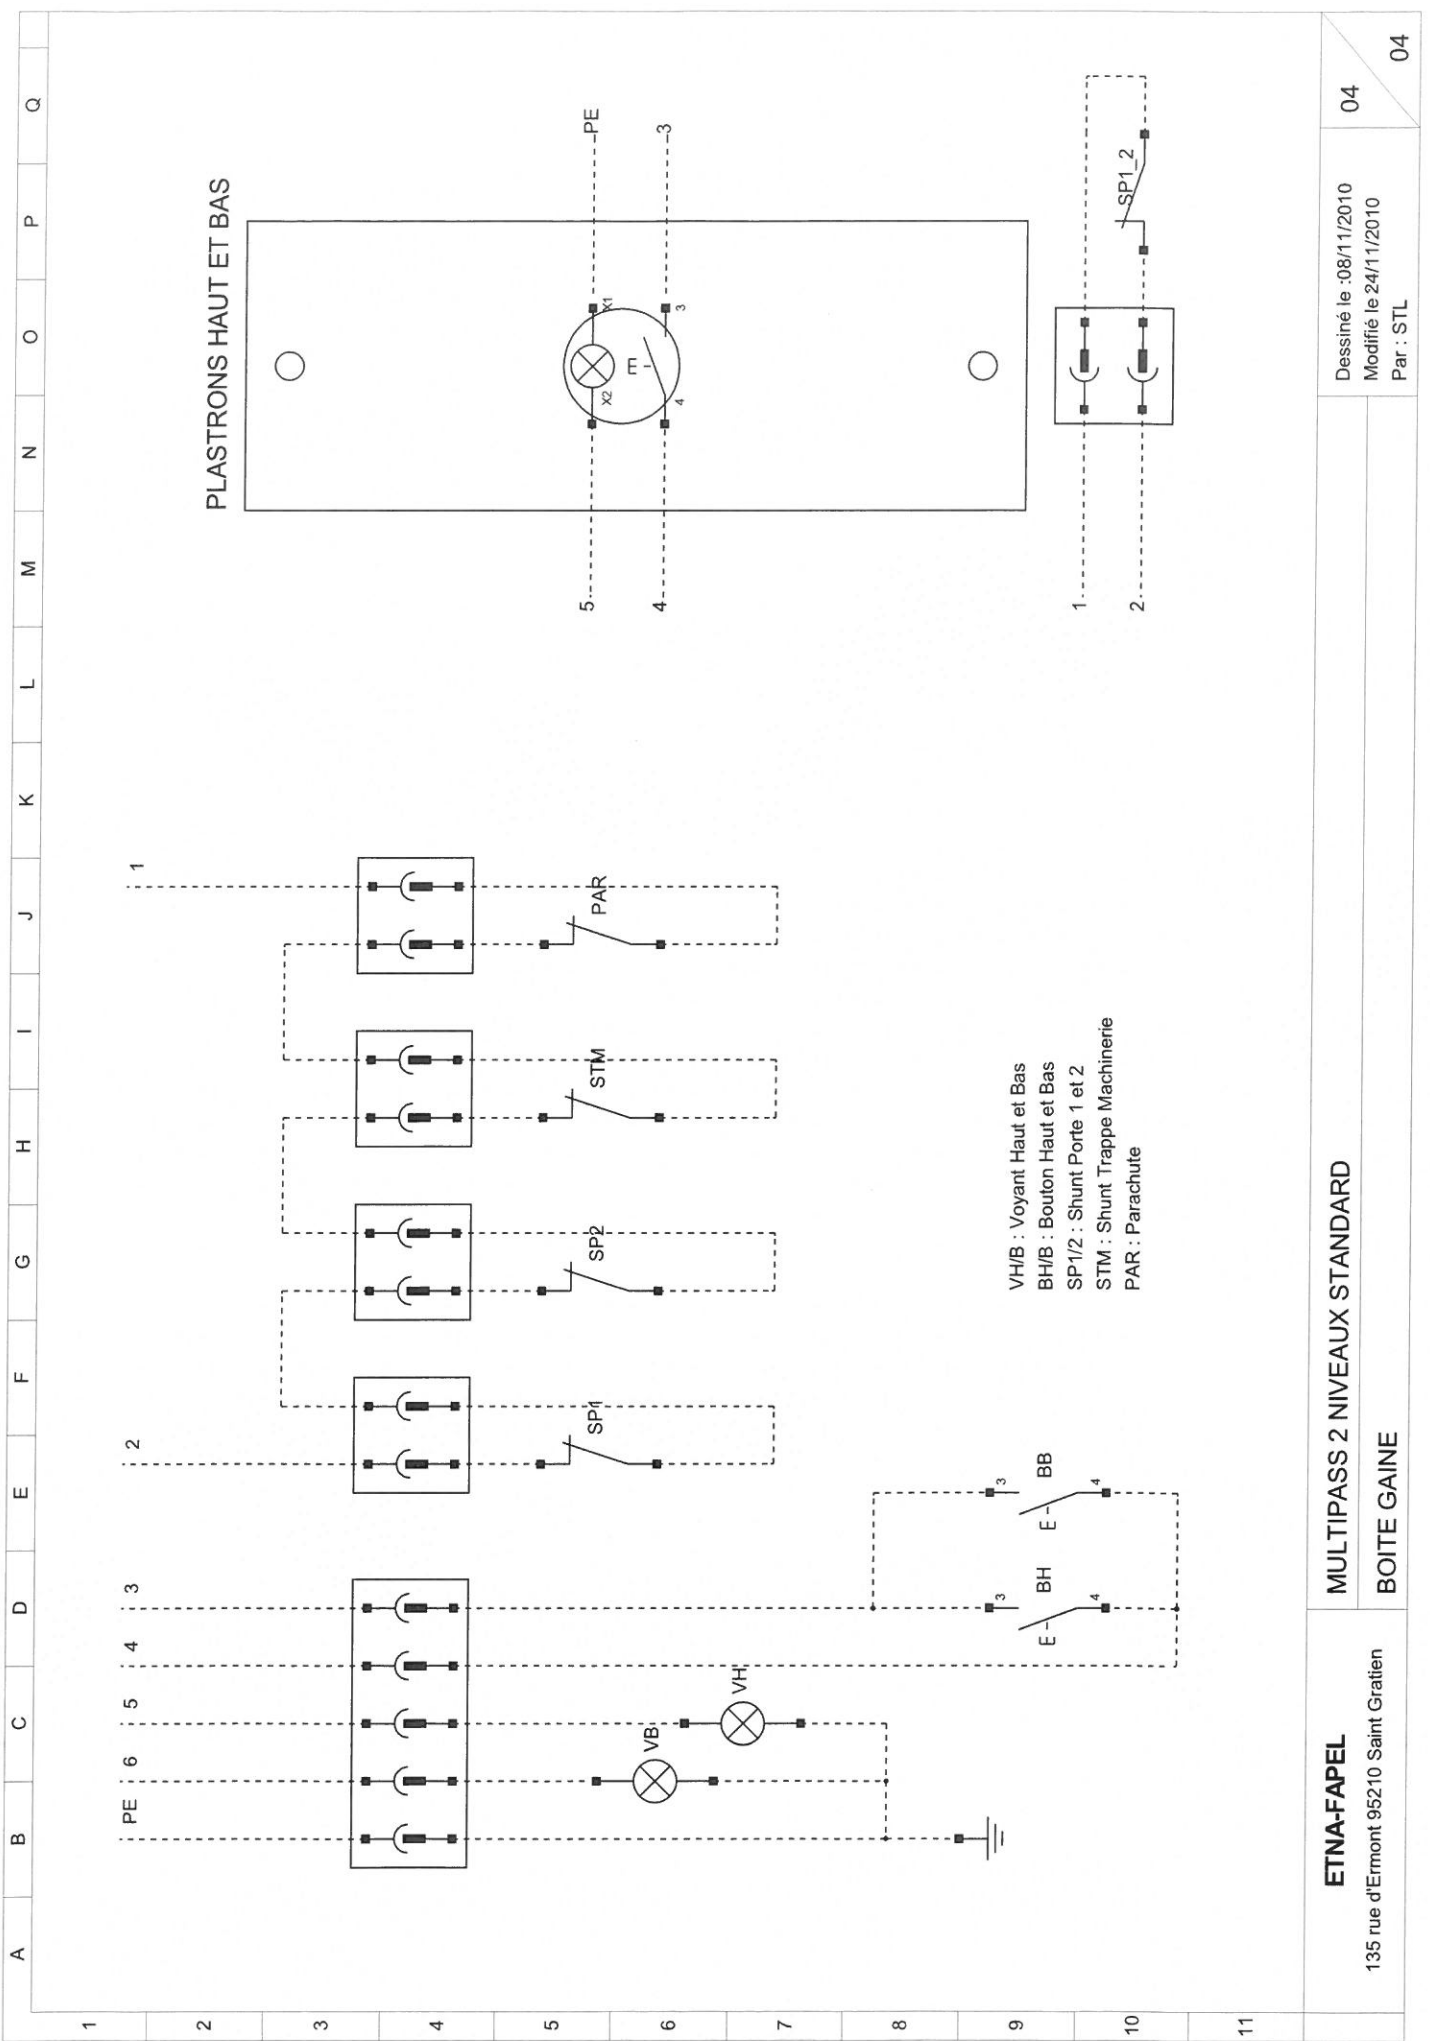 A B C D E F G H I J K L M N O P Q
1
2
3
4
5
6
7
8
9
10
11
PE 6 5 4 3 2 1
SP1 SP2 STM PAR
VB
VH
3 3
E E
BH BB
4 4
VH/B : Voyant Haut et Bas
BH/B : Bouton Haut et Bas
SP1/2 : Shunt Porte 1 et 2
STM : Shunt Trappe Machinerie
PAR : Parachute
PLASTRONS HAUT ET BAS
5 PE
X2 X1
E
4 3
4 3
1
SP1_2
2
ETNA-FAPEL
135 rue d'Ermont 95210 Saint Gratien
MULTIPASS 2 NIVEAUX STANDARD
BOITE GAINE
Dessiné le :08/11/2010
Modifié le 24/11/2010
Par : STL
04
04